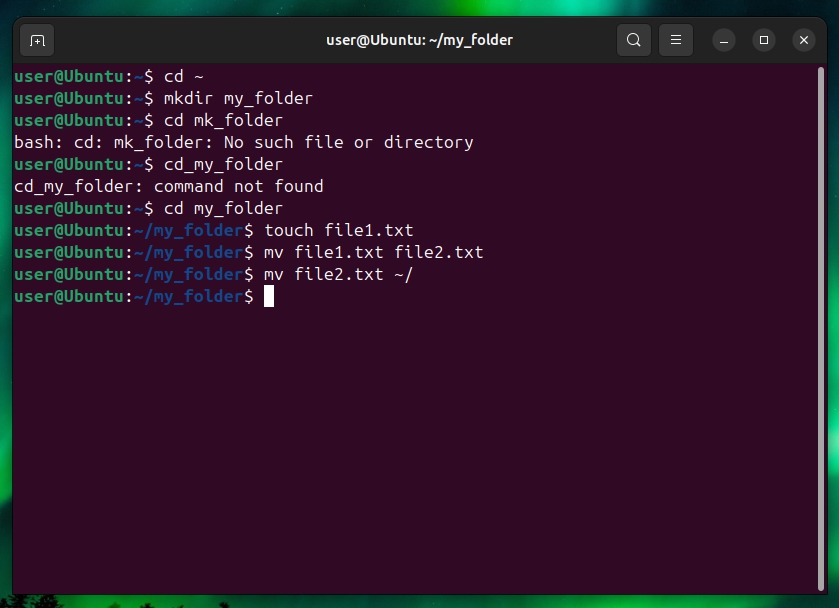 user@Ubuntu: ~/my_folder
user@Ubuntu:~$ cd ~
user@Ubuntu:~$ mkdir my_folder
user@Ubuntu:~$ cd mk_folder
bash: cd: mk_folder: No such file or directory
user@Ubuntu:~$ cd_my_folder
cd_my_folder: command not found
user@Ubuntu:~$ cd my_folder
user@Ubuntu:~/my_folder$ touch file1.txt
user@Ubuntu:~/my_folder$ mv file1.txt file2.txt
user@Ubuntu:~/my_folder$ mv file2.txt ~/
user@Ubuntu:~/my_folder$